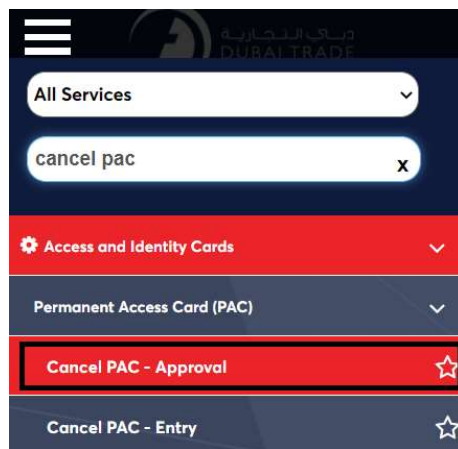 دبي التجارية
DUBAI TRADE
All Services
cancel pac
x
Access and Identity Cards
Permanent Access Card (PAC)
Cancel PAC - Approval
Cancel PAC - Entry